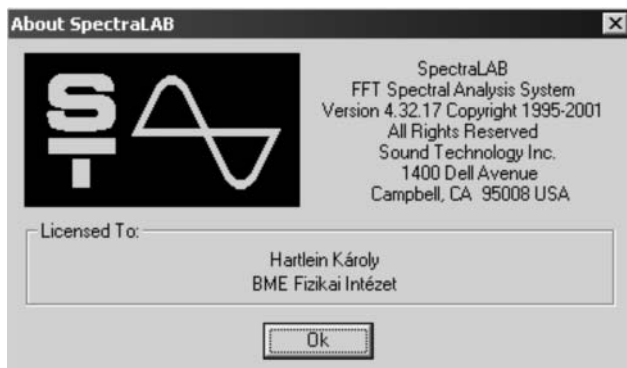 About SpectraLAB
ST
SpectraLAB
FFT Spectral Analysis System
Version 4.32.17 Copyright 1995-2001
All Rights Reserved
Sound Technology Inc.
1400 Dell Avenue
Campbell, CA 95008 USA
Licensed To:
Hartlein Károly
BME Fizikai Intézet
Ok